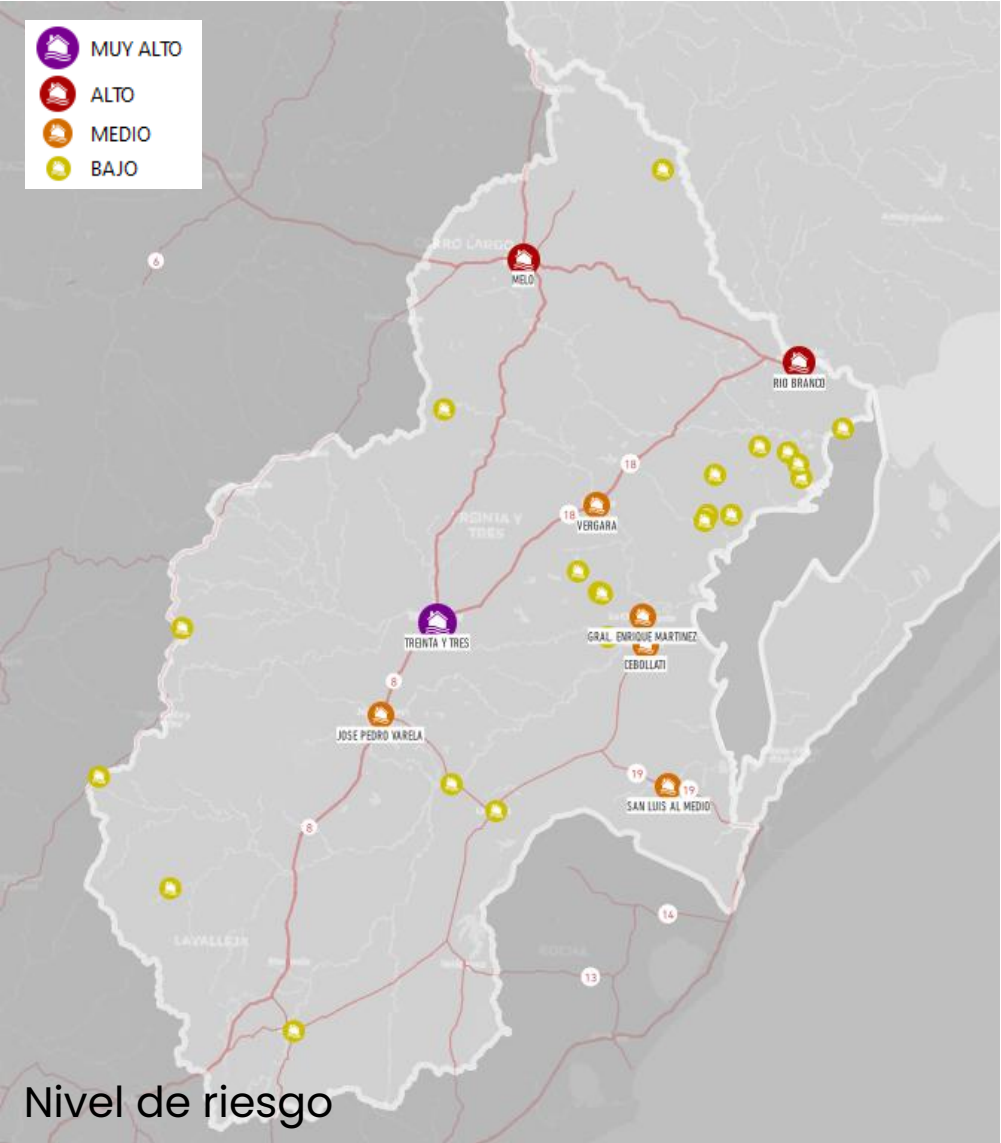 MUY ALTO
ALTO
MEDIO
BAJO
6
MELO
RIO BRANCO
18
18
VERGARA
TREINTA Y
TRES
TREINTA Y TRES
GRAL. ENRIQUE MARTINEZ
CEBOLLATI
8
JOSE PEDRO VARELA
19
19
SAN LUIS AL MEDIO
8
14
LAVALLEJA
ROCHA
13
Nivel de riesgo